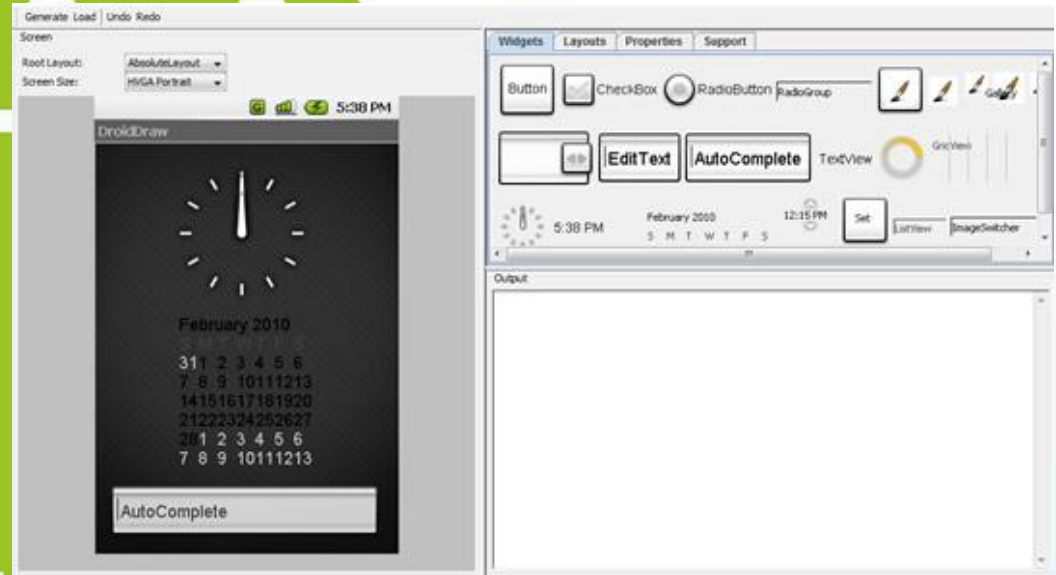 Generate Load Undo Redo
Screen
Root Layout: AbsoluteLayout
Screen Size: HVGA Portrait
5:38 PM
DroidDraw
February 2010
S M T W T F S
31 1 2 3 4 5 6
7 8 9 10 11 12 13
14 15 16 17 18 19 20
21 22 23 24 25 26 27
28 1 2 3 4 5 6
7 8 9 10 11 12 13
AutoComplete
Widgets Layouts Properties Support
Button CheckBox RadioButton RadioGroup Gallery
EditText AutoComplete TextView GridView
5:38 PM February 2010 12:15 PM Set ListView ImageSwitcher
S M T W T F S
Output